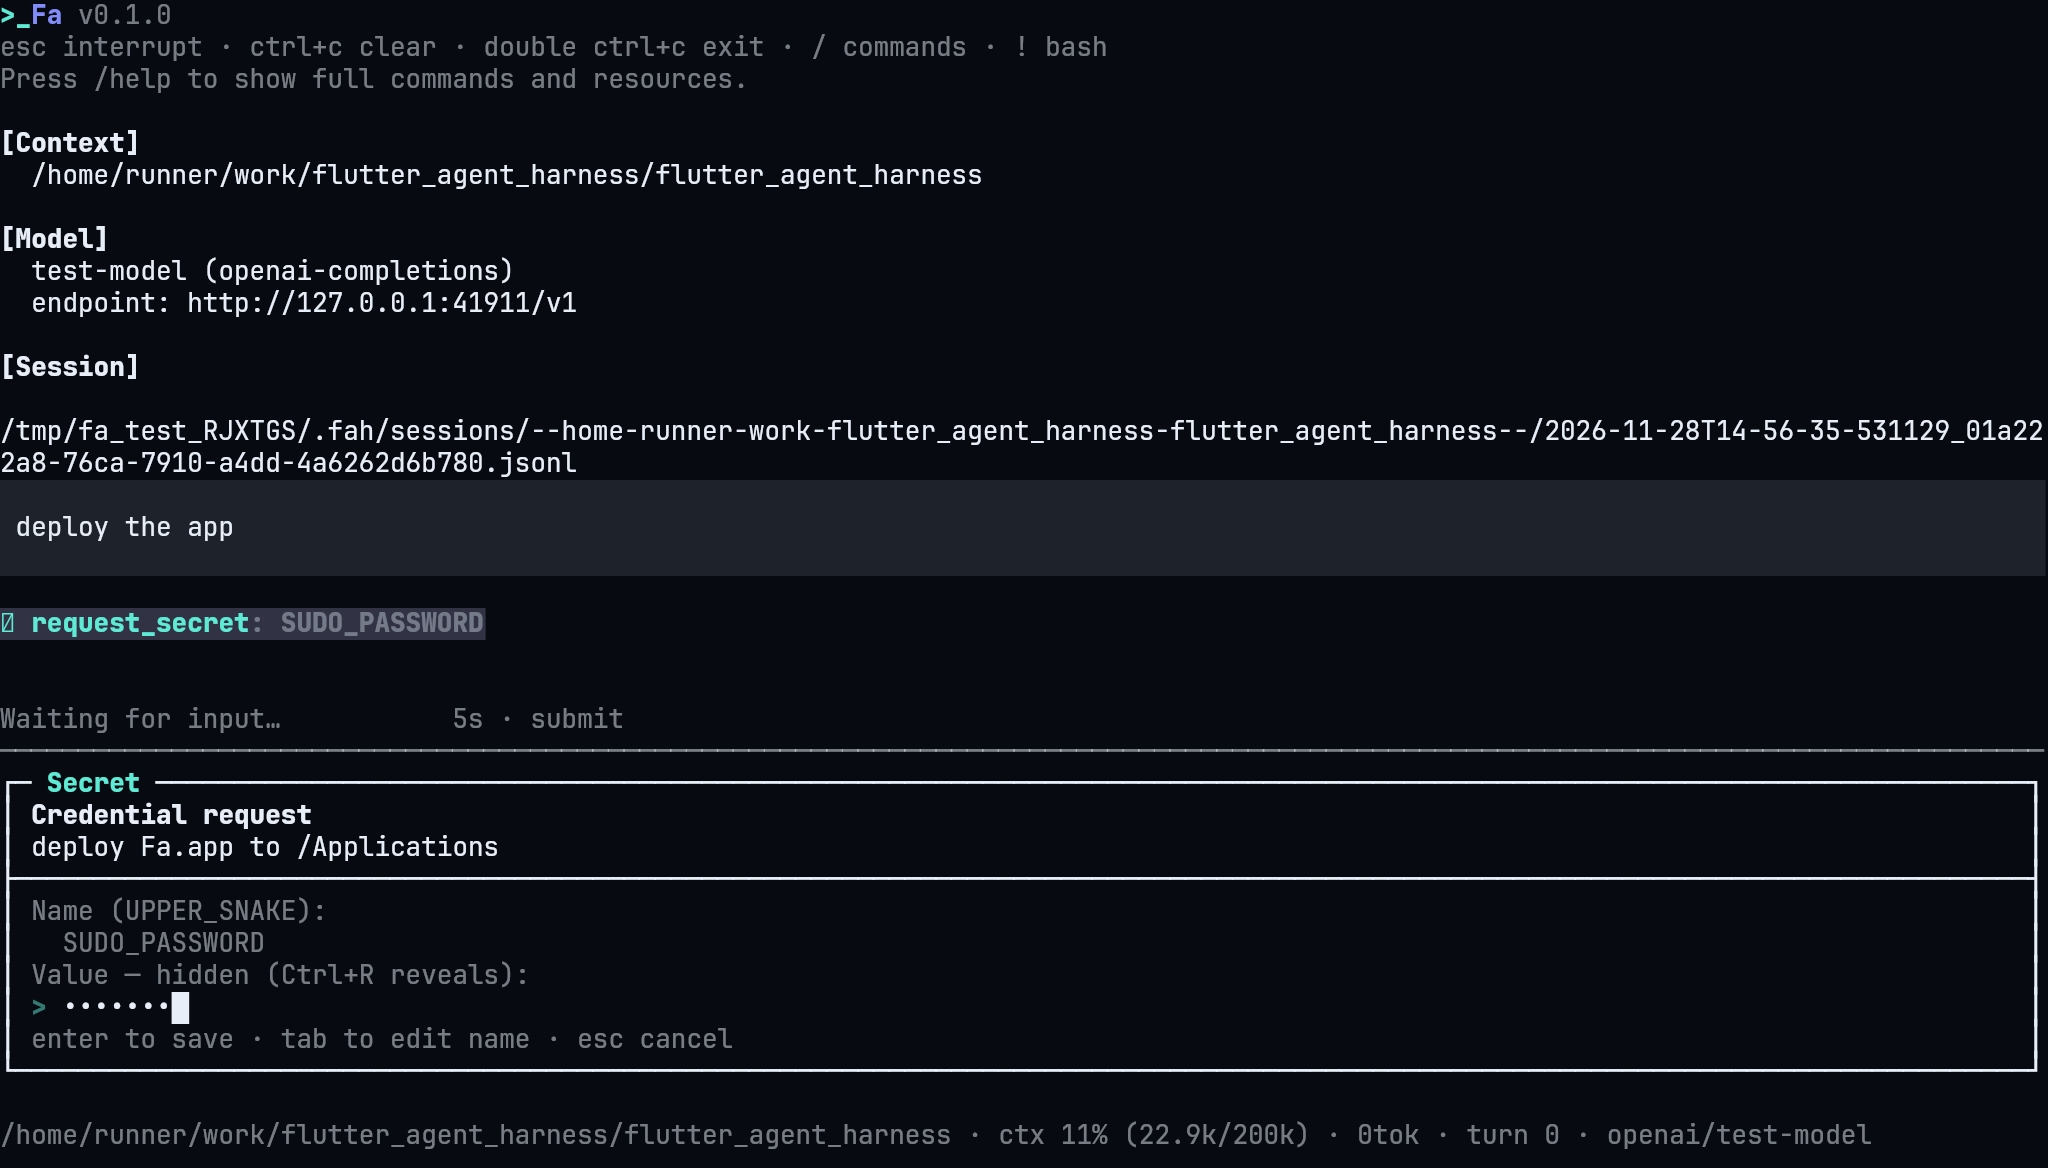 >_Fa v0.1.0
esc interrupt · ctrl+c clear · double ctrl+c exit · / commands · ! bash
Press /help to show full commands and resources.
[Context]
/home/runner/work/flutter_agent_harness/flutter_agent_harness
[Model]
test-model (openai-completions)
endpoint: http://127.0.0.1:41911/v1
[Session]
/tmp/fa_test_RJXTGS/.fah/sessions/--home-runner-work-flutter_agent_harness-flutter_agent_harness--/2026-11-28T14-56-35-531129_01a22
2a8-76ca-7910-a4dd-4a6262d6b780.jsonl
deploy the app
request_secret: SUDO_PASSWORD
Waiting for input… 5s · submit
Secret
Credential request
deploy Fa.app to /Applications
Name (UPPER_SNAKE):
SUDO_PASSWORD
Value — hidden (Ctrl+R reveals):
> •••••••
enter to save · tab to edit name · esc cancel
/home/runner/work/flutter_agent_harness/flutter_agent_harness · ctx 11% (22.9k/200k) · 0tok · turn 0 · openai/test-model